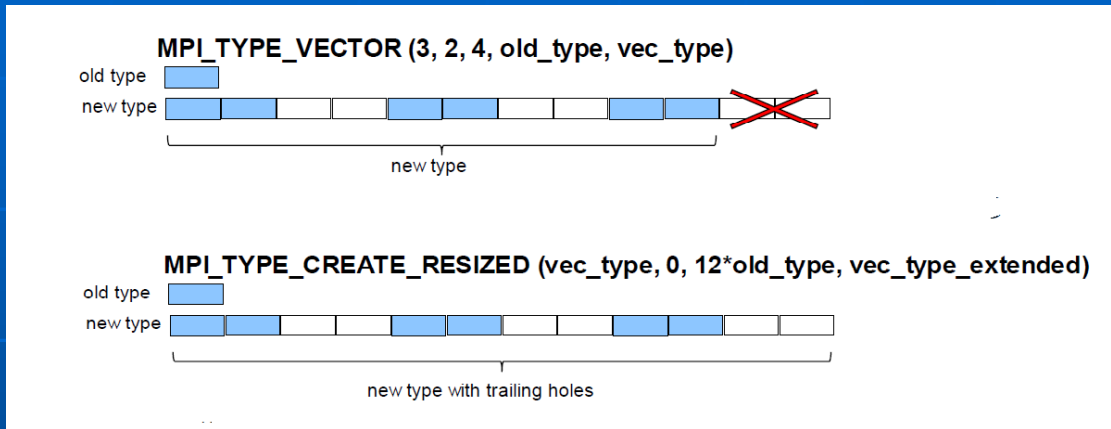 MPI_TYPE_VECTOR (3, 2, 4, old_type, vec_type)
old type
new type
new type
MPI_TYPE_CREATE_RESIZED (vec_type, 0, 12*old_type, vec_type_extended)
old type
new type
new type with trailing holes